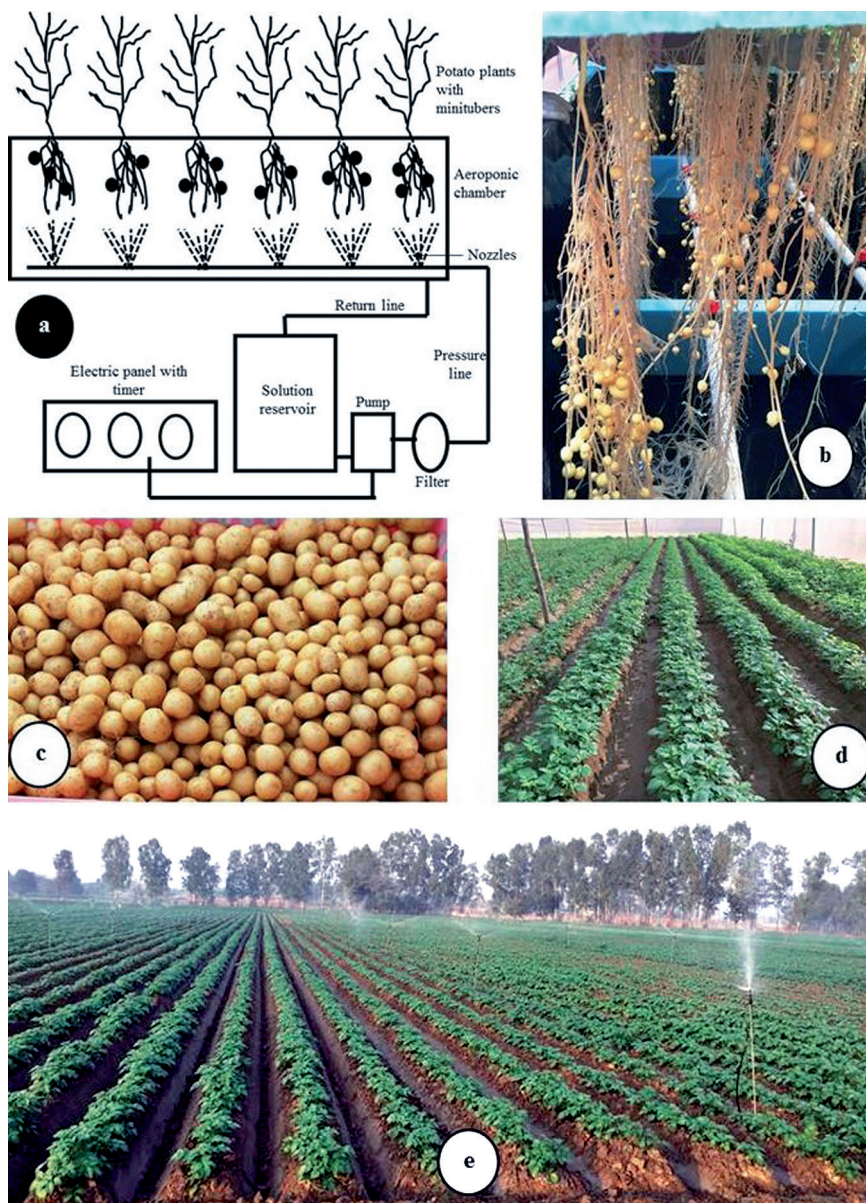 Potato plants
with
minitubers
Aeroponic
chamber
Nozzles
a
Return line
Pressure
line
Electric panel with
timer
Solution
reservoir
Pump
Filter
b
c
d
e